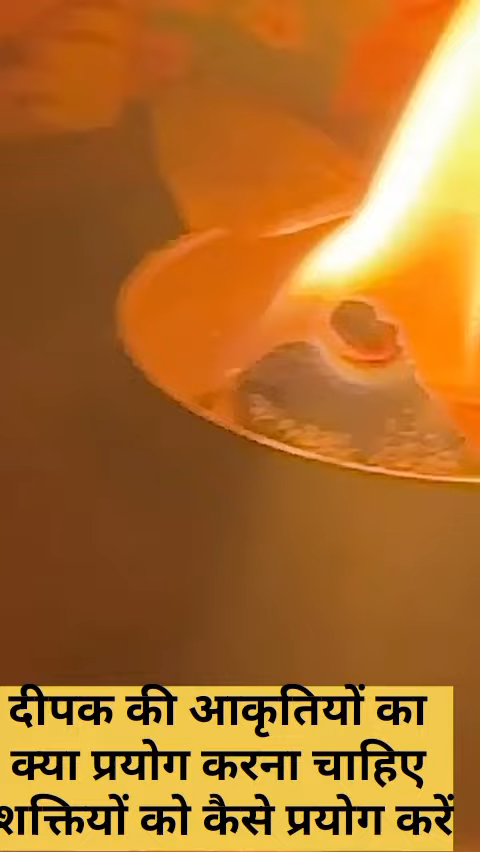 दीपक की आकृतियों का
क्या प्रयोग करना चाहिए
शक्तियों को कैसे प्रयोग करें